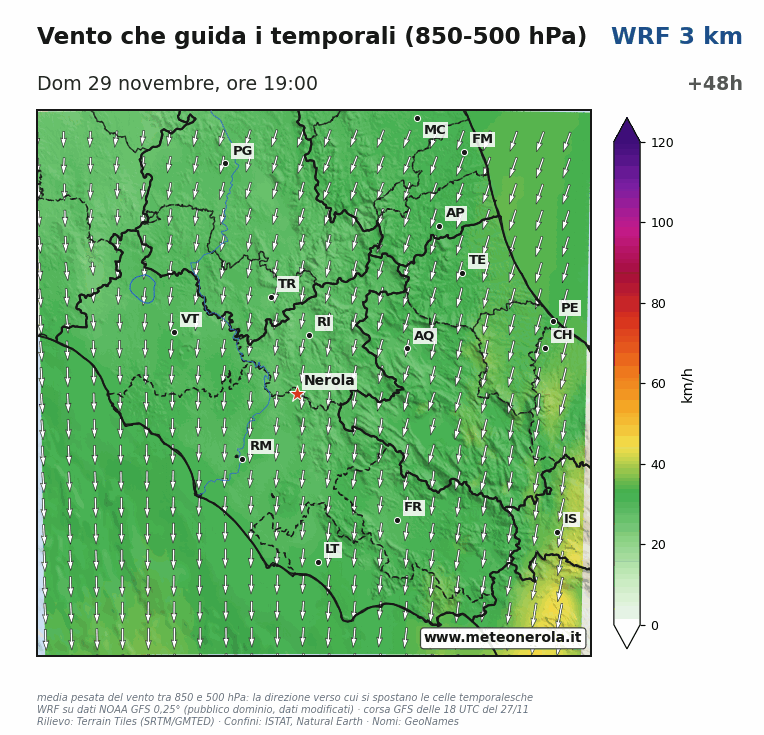 Vento che guida i temporali (850-500 hPa) WRF 3 km
Dom 29 novembre, ore 19:00 +48h
MC
FM
PG
AP
TE
TR
PE
VT
RI
AQ
CH
Nerola
RM
FR
IS
LT
www.meteonerola.it
120
100
80
60
40
20
0
km/h
media pesata del vento tra 850 e 500 hPa: la direzione verso cui si spostano le celle temporalesche
WRF su dati NOAA GFS 0,25° (pubblico dominio, dati modificati) · corsa GFS delle 18 UTC del 27/11
Rilievo: Terrain Tiles (SRTM/GMTED) · Confini: ISTAT, Natural Earth · Nomi: GeoNames